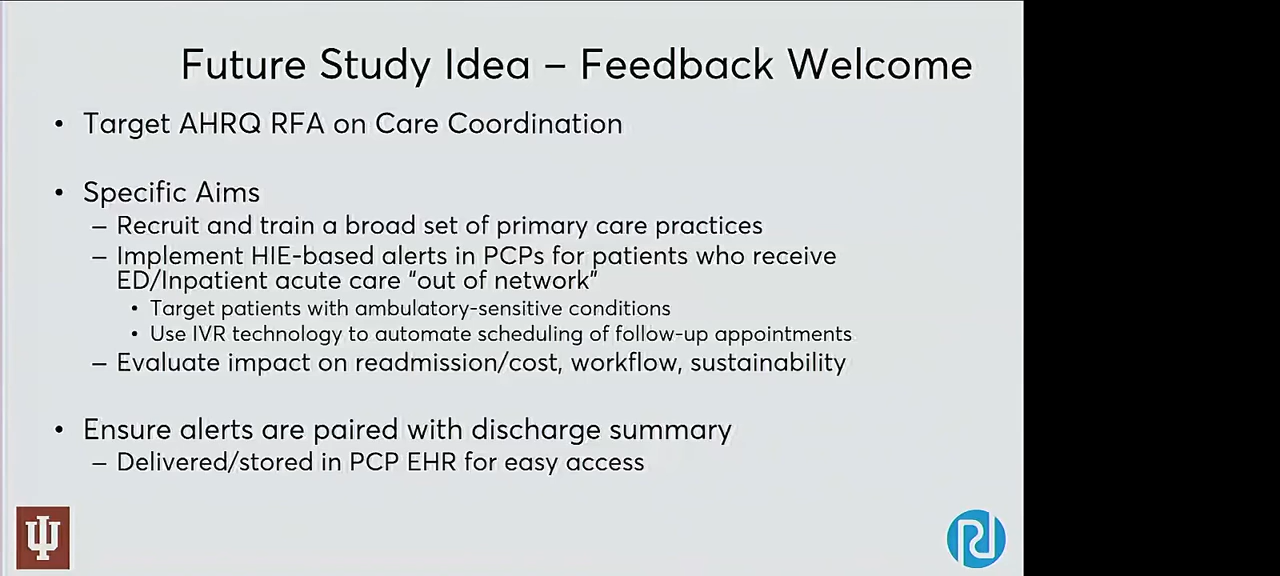 Future Study Idea – Feedback Welcome
• Target AHRQ RFA on Care Coordination
• Specific Aims
– Recruit and train a broad set of primary care practices
– Implement HIE-based alerts in PCPs for patients who receive
ED/Inpatient acute care "out of network"
• Target patients with ambulatory-sensitive conditions
• Use IVR technology to automate scheduling of follow-up appointments
– Evaluate impact on readmission/cost, workflow, sustainability
• Ensure alerts are paired with discharge summary
– Delivered/stored in PCP EHR for easy access